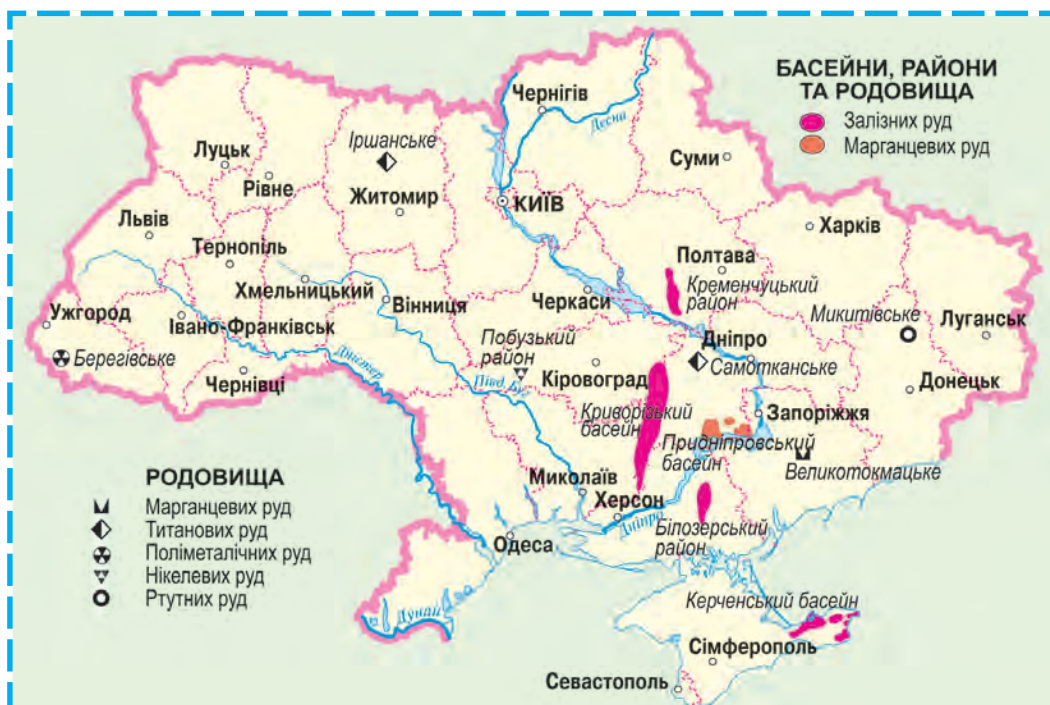 БАСЕЙНИ, РАЙОНИ
ТА РОДОВИЩА
Залізних руд
Марганцевих руд
Чернігів
Десна
Суми
Іршанське
Луцьк
Рівне
Житомир
КИЇВ
Львів
Тернопіль
Харків
Полтава
Кременчуцький
район
Хмельницький
Вінниця
Черкаси
Ужгород
Івано-Франківськ
Микитівське
Луганськ
Берегівське
Чернівці
Дністер
Побузький
район
Півд. Буг
Кіровоград
Дніпро
Самотканське
Донецьк
Криворізький
басейн
Запоріжжя
Придніпровський
басейн
Великотокмацьке
Миколаїв
Херсон
Дніпро
Білозерський
район
Одеса
Дунай
Керченський басейн
Сімферополь
Севастополь
РОДОВИЩА
Марганцевих руд
Титанових руд
Поліметалічних руд
Нікелевих руд
Ртутних руд